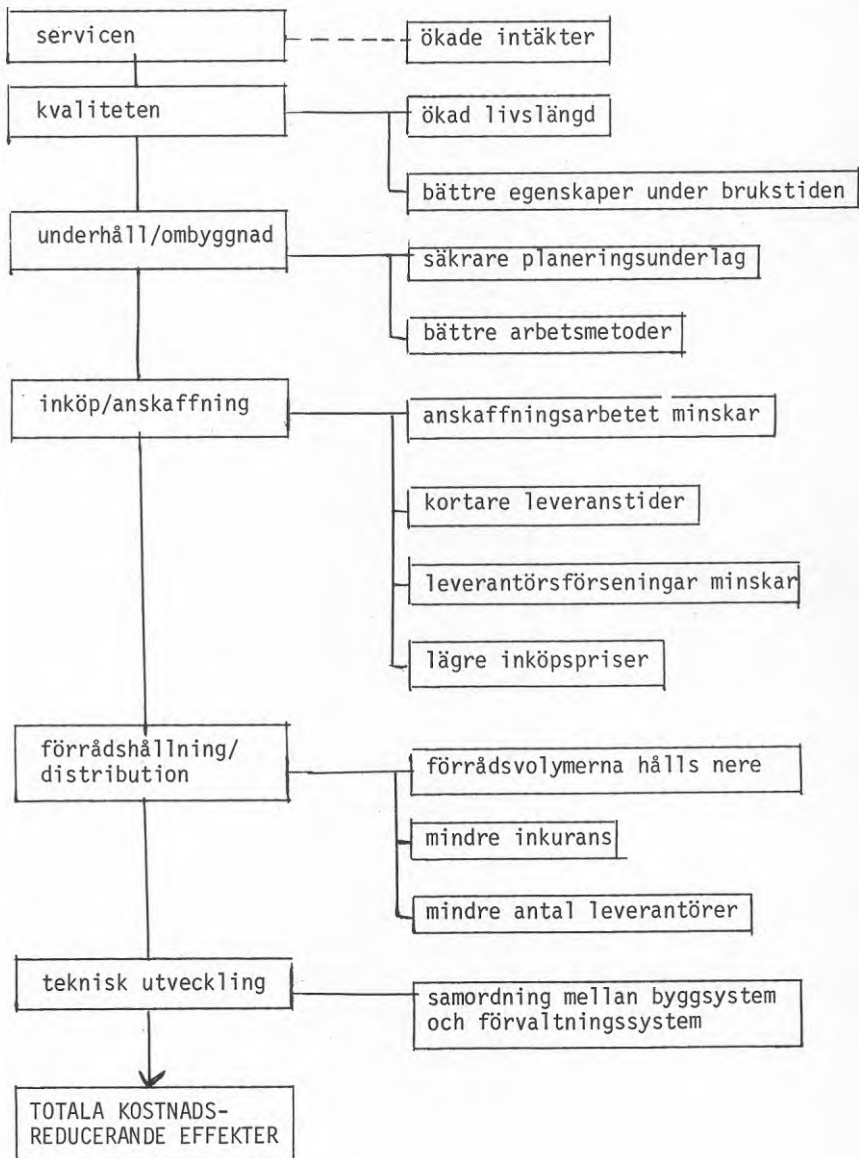 servicen
ökade intäkter
kvaliteten
ökad livslängd
bättre egenskaper under brukstiden
underhåll/ombyggnad
säkrare planeringsunderlag
bättre arbetsmetoder
inköp/anskaffning
anskaffningsarbetet minskar
kortare leveranstider
leverantörsförseningar minskar
lägre inköpspriser
förrådshållning/
distribution
förrådsvolymerna hålls nere
mindre inkurans
mindre antal leverantörer
teknisk utveckling
samordning mellan byggsystem
och förvaltningssystem
TOTALA KOSTNADS-
REDUCERANDE EFFEKTER